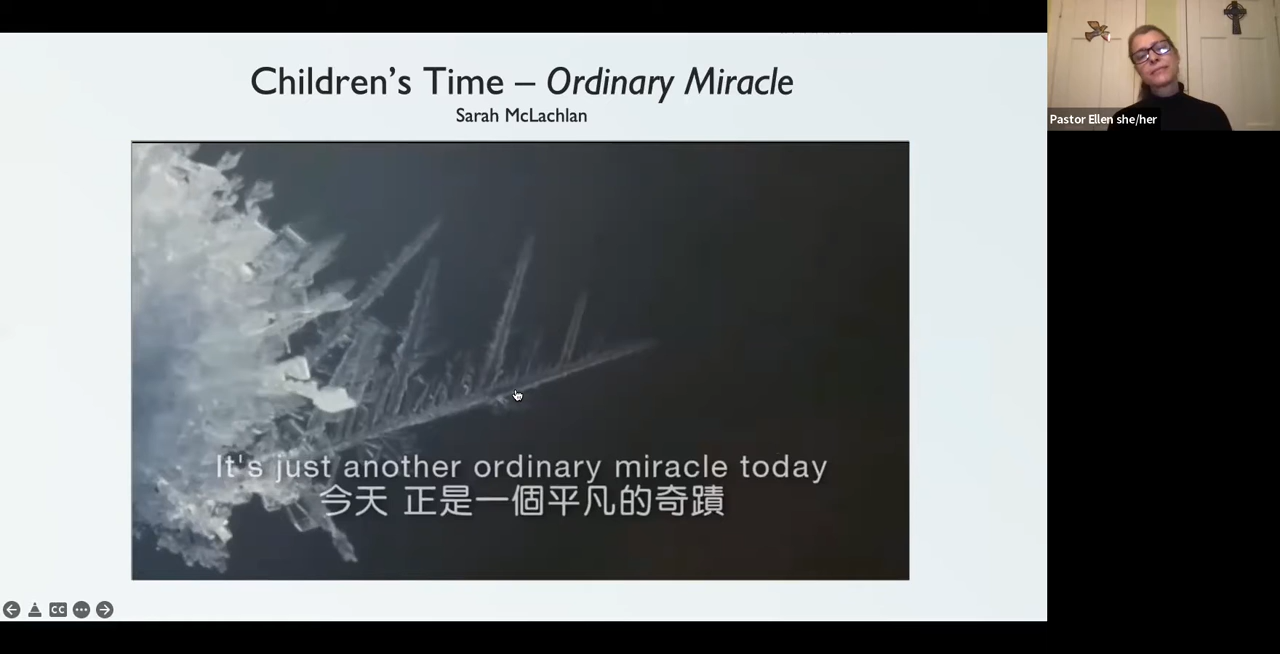 Children's Time – Ordinary Miracle
Sarah McLachlan
It's just another ordinary miracle today
今天 正是一個平凡的奇蹟
CC
Pastor Ellen she/her